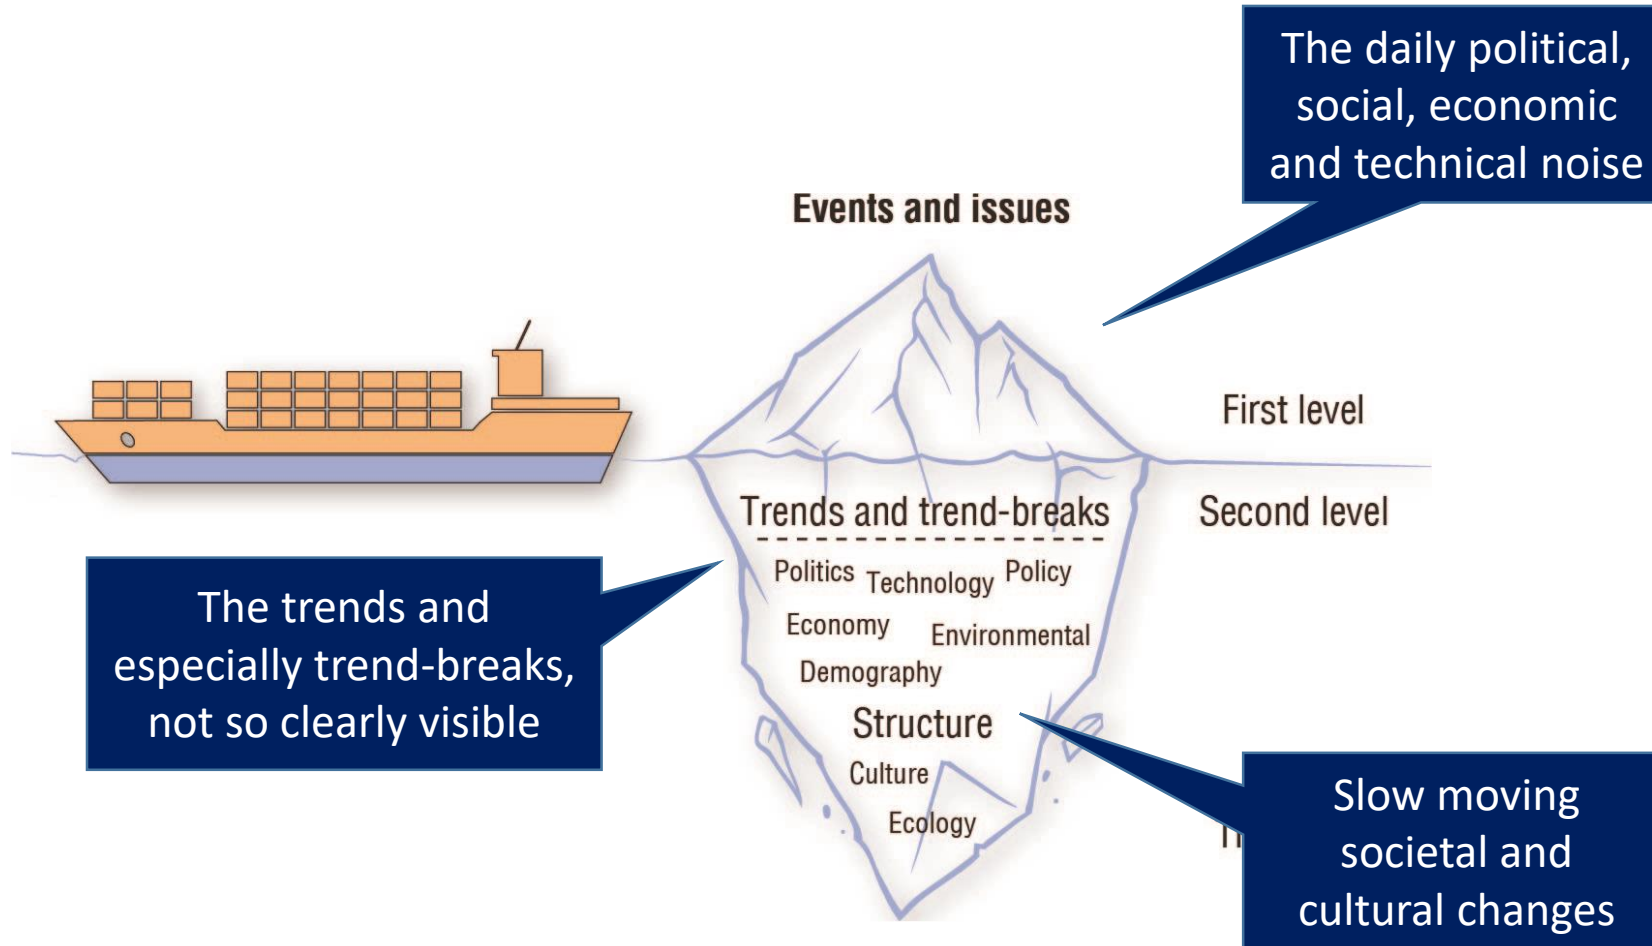 The daily political,
social, economic
and technical noise
Events and issues
First level
Trends and trend-breaks
Second level
Politics Technology Policy
Economy Environmental
Demography
The trends and
especially trend-breaks,
not so clearly visible
Structure
Culture
Ecology
Slow moving
societal and
cultural changes